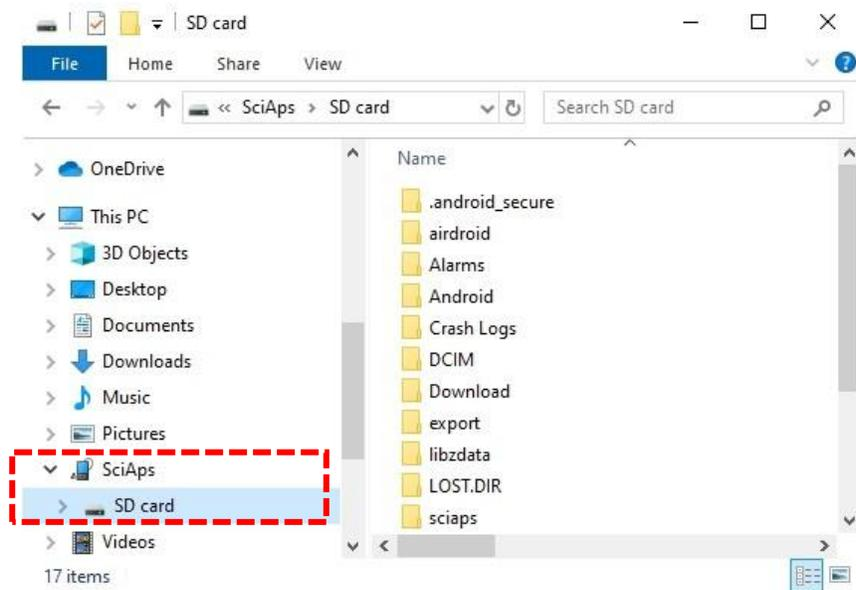 SD card
File Home Share View
« SciAps > SD card
Search SD card
OneDrive
This PC
3D Objects
Desktop
Documents
Downloads
Music
Pictures
SciAps
SD card
Videos
Name
.android_secure
airdroid
Alarms
Android
Crash Logs
DCIM
Download
export
libzdata
LOST.DIR
sciaps
17 items